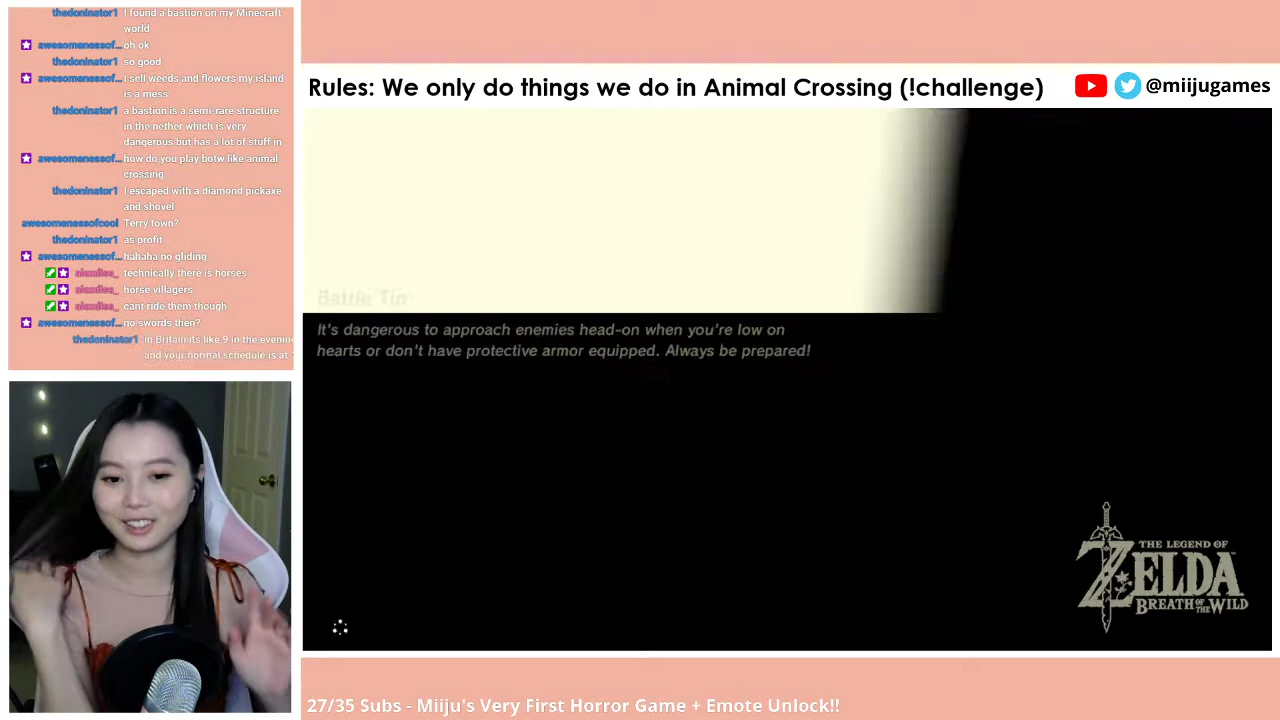 thedoninator1 I found a bastion on my Minecraft
world
awesomenessof... oh ok
thedoninator1 so good
awesomenessof... I sell weeds and flowers my island
is a mess
thedoninator1 a bastion is a semi-rare structure
in the nether which is very
dangerous but has a lot of stuff in
awesomenessof... how do you play botw like animal
crossing
thedoninator1 I escaped with a diamond pickaxe
and shovel
awesomenessofcool Terry town?
thedoninator1 as profit
awesomenessof... hahaha no gliding
technically there is horses
horse villagers
cant ride them though
awesomenessof... no swords then?
thedoninator1 in Britain its like 9 in the evenin
and your normal schedule is at
Rules: We only do things we do in Animal Crossing (!challenge)
@miijugames
Battle Tip
It's dangerous to approach enemies head-on when you're low on
hearts or don't have protective armor equipped. Always be prepared!
THE LEGEND OF
ZELDA
BREATH OF THE WILD
27/35 Subs - Miiju's Very First Horror Game + Emote Unlock!!